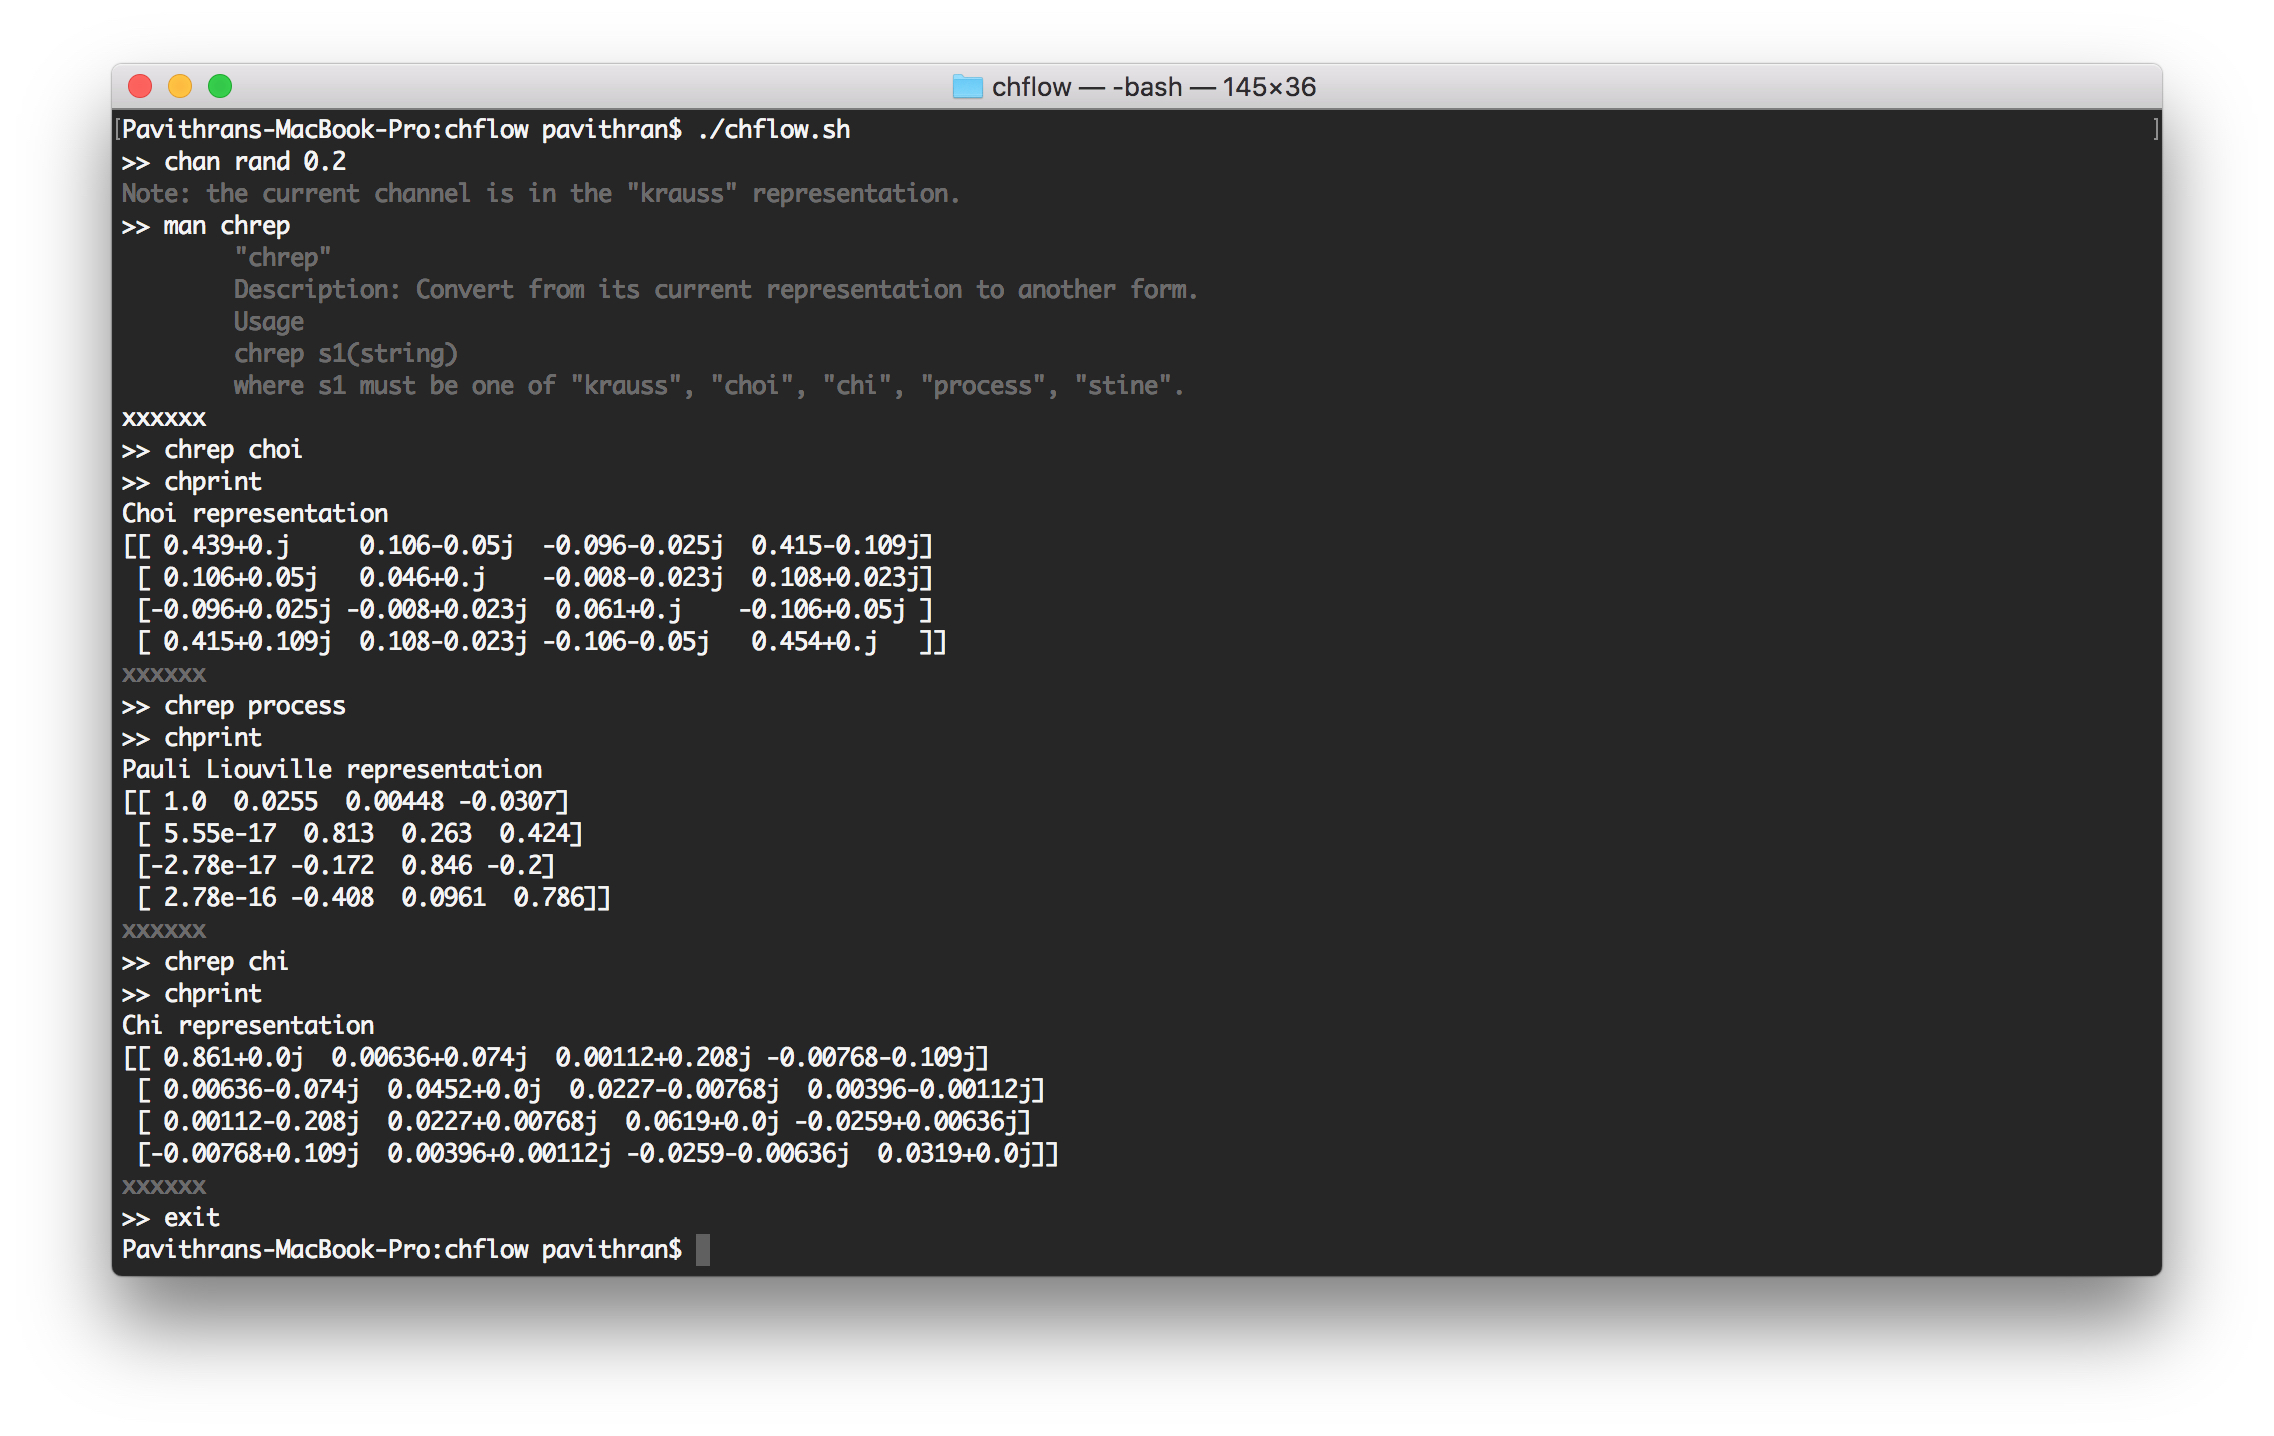 chflow — -bash — 145×36
[Pavithrans-MacBook-Pro:chflow pavithran$ ./chflow.sh ]
>> chan rand 0.2
Note: the current channel is in the "krauss" representation.
>> man chrep
"chrep"
Description: Convert from its current representation to another form.
Usage
chrep s1(string)
where s1 must be one of "krauss", "choi", "chi", "process", "stine".
xxxxxx
>> chrep choi
>> chprint
Choi representation
[[ 0.439+0.j     0.106-0.05j  -0.096-0.025j  0.415-0.109j]
 [ 0.106+0.05j   0.046+0.j    -0.008-0.023j  0.108+0.023j]
 [-0.096+0.025j -0.008+0.023j  0.061+0.j    -0.106+0.05j ]
 [ 0.415+0.109j  0.108-0.023j -0.106-0.05j   0.454+0.j   ]]
xxxxxx
>> chrep process
>> chprint
Pauli Liouville representation
[[ 1.0  0.0255  0.00448 -0.0307]
 [ 5.55e-17  0.813  0.263  0.424]
 [-2.78e-17 -0.172  0.846 -0.2]
 [ 2.78e-16 -0.408  0.0961  0.786]]
xxxxxx
>> chrep chi
>> chprint
Chi representation
[[ 0.861+0.0j  0.00636+0.074j  0.00112+0.208j -0.00768-0.109j]
 [ 0.00636-0.074j  0.0452+0.0j  0.0227-0.00768j  0.00396-0.00112j]
 [ 0.00112-0.208j  0.0227+0.00768j  0.0619+0.0j -0.0259+0.00636j]
 [-0.00768+0.109j  0.00396+0.00112j -0.0259-0.00636j  0.0319+0.0j]]
xxxxxx
>> exit
Pavithrans-MacBook-Pro:chflow pavithran$